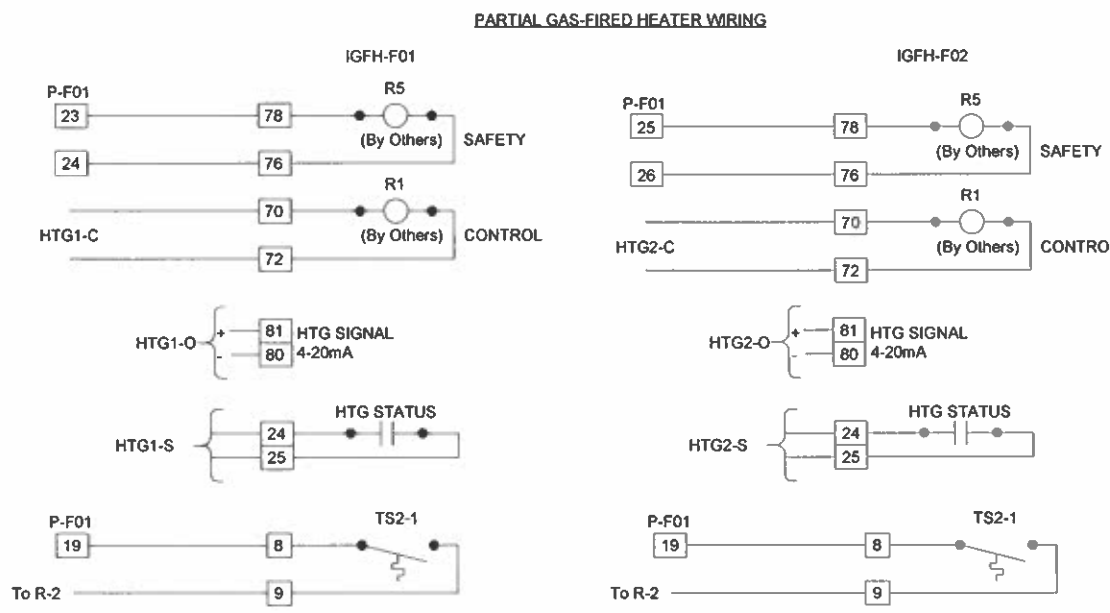 PARTIAL GAS-FIRED HEATER WIRING
IGFH-F01
P-F01
R5
23
78
(By Others)
SAFETY
24
76
R1
70
HTG1-C
(By Others)
CONTROL
72
HTG1-O
+
81
HTG SIGNAL
-
80
4-20mA
HTG STATUS
24
HTG1-S
25
P-F01
TS2-1
19
8
To R-2
9
IGFH-F02
P-F01
R5
25
78
(By Others)
SAFETY
26
76
R1
70
HTG2-C
(By Others)
CONTRO
72
HTG2-O
+
81
HTG SIGNAL
-
80
4-20mA
HTG STATUS
24
HTG2-S
25
P-F01
TS2-1
19
8
To R-2
9